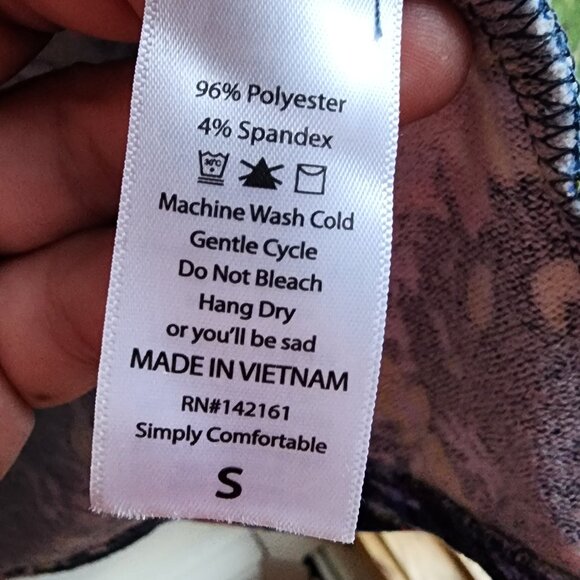 96% Polyester
4% Spandex
30°C
Machine Wash Cold
Gentle Cycle
Do Not Bleach
Hang Dry
or you'll be sad
MADE IN VIETNAM
RN#142161
Simply Comfortable
S